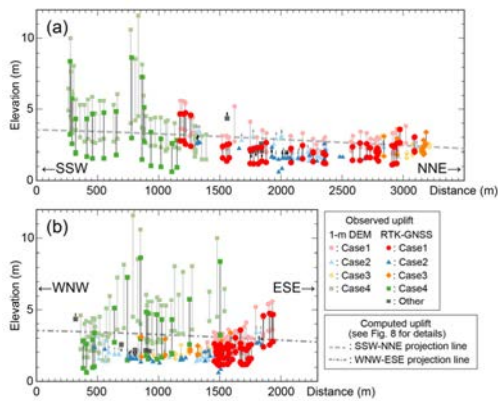 (a)
10
5
0
Elevation (m)
←SSW
NNE→
0 500 1000 1500 2000 2500 3000 Distance (m)
(b)
10
5
0
Elevation (m)
←WNW
ESE→
0 500 1000 1500 2000 Distance (m)
Observed uplift
1-m DEM RTK-GNSS
: Case1 : Case1
: Case2 : Case2
: Case3 : Case3
: Case4 : Case4
: Other
Computed uplift
(see Fig. 8 for details)
: SSW-NNE projection line
: WNW-ESE projection line